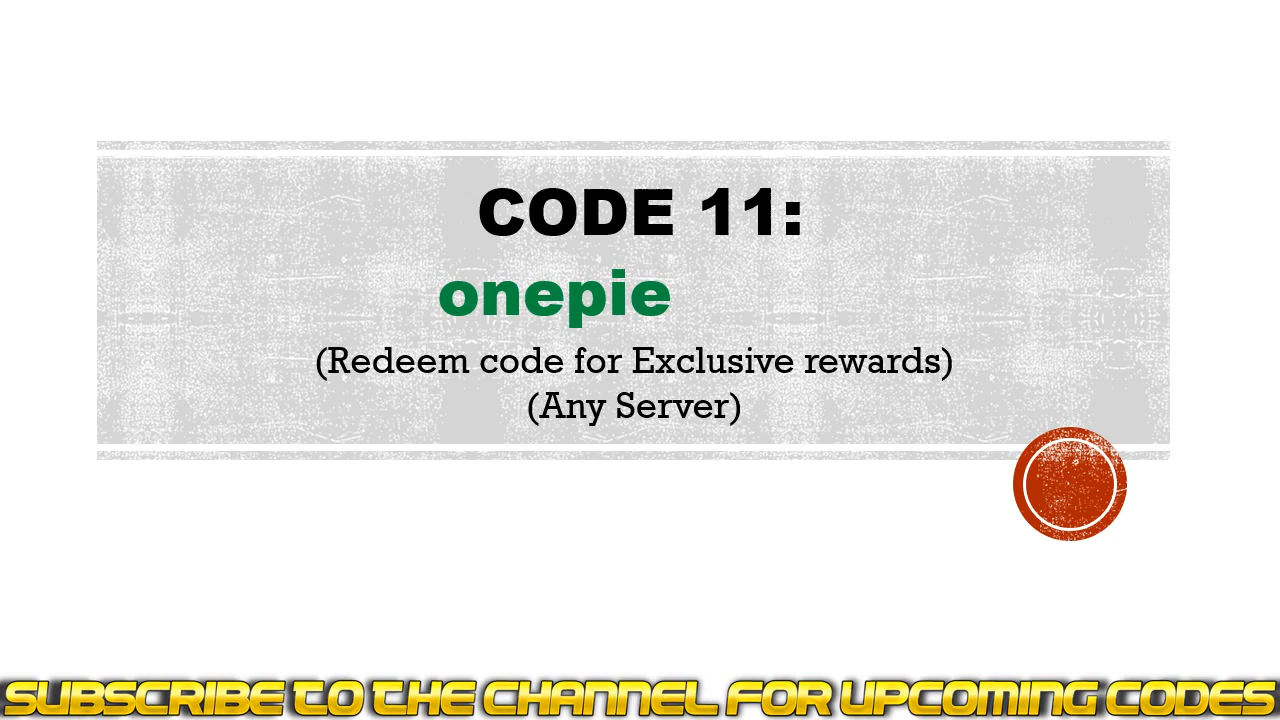 CODE 11:
onepie
(Redeem code for Exclusive rewards)
(Any Server)
SUBSCRIBE TO THE CHANNEL FOR UPCOMING CODES